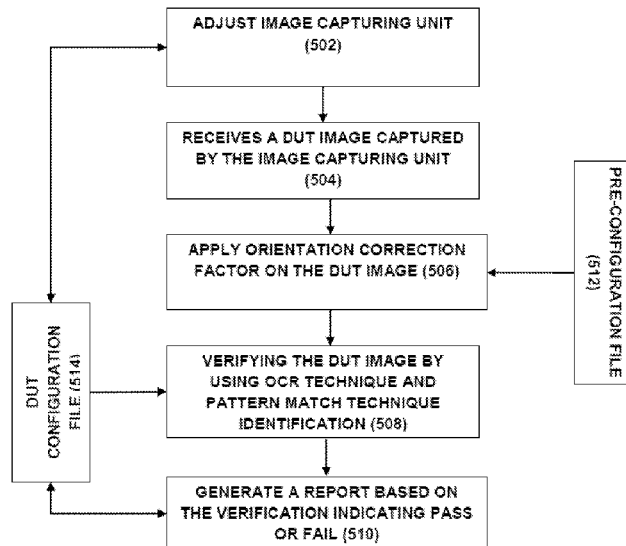 ADJUST IMAGE CAPTURING UNIT
(502)
RECEIVES A DUT IMAGE CAPTURED
BY THE IMAGE CAPTURING UNIT
(504)
APPLY ORIENTATION CORRECTION
FACTOR ON THE DUT IMAGE (506)
PRE-CONFIGURATION FILE
(512)
VERIFYING THE DUT IMAGE BY
USING OCR TECHNIQUE AND
PATTERN MATCH TECHNIQUE
IDENTIFICATION (508)
DUT
CONFIGURATION
FILE (514)
GENERATE A REPORT BASED ON
THE VERIFICATION INDICATING PASS
OR FAIL (510)